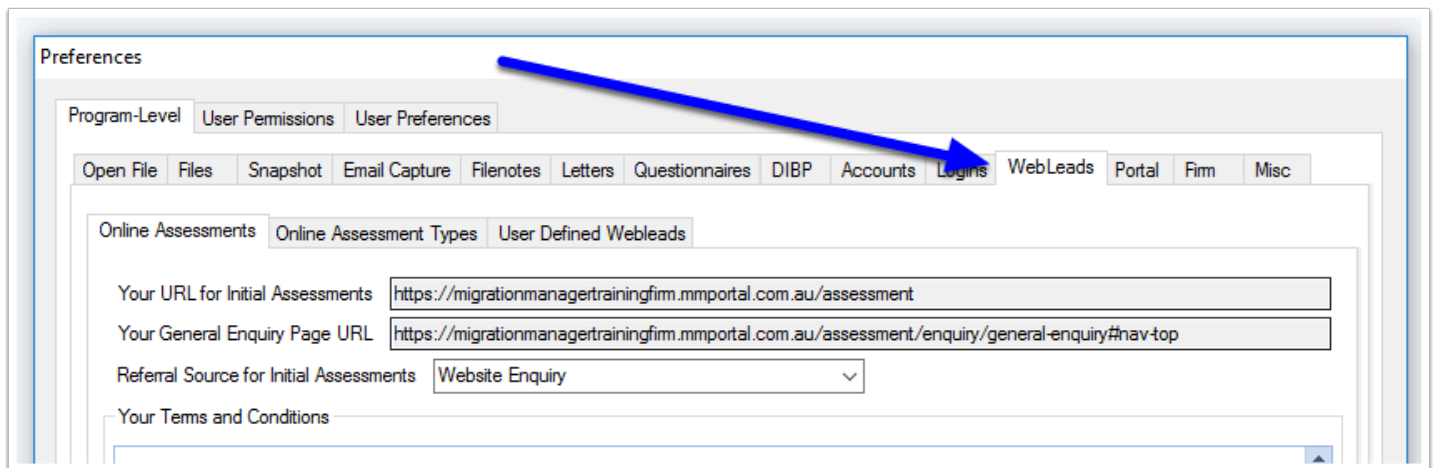 Preferences
Program-Level User Permissions User Preferences
Open File Files Snapshot Email Capture Filenotes Letters Questionnaires DIBP Accounts Logins WebLeads Portal Firm Misc
Online Assessments Online Assessment Types User Defined Webleads
Your URL for Initial Assessments https://migrationmanagertrainingfirm.mmportal.com.au/assessment
Your General Enquiry Page URL https://migrationmanagertrainingfirm.mmportal.com.au/assessment/enquiry/general-enquiry#nav-top
Referral Source for Initial Assessments Website Enquiry
Your Terms and Conditions